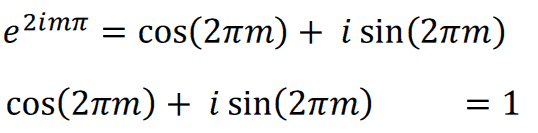 e^{2imπ} = cos(2πm) + i sin(2πm)
cos(2πm) + i sin(2πm) = 1